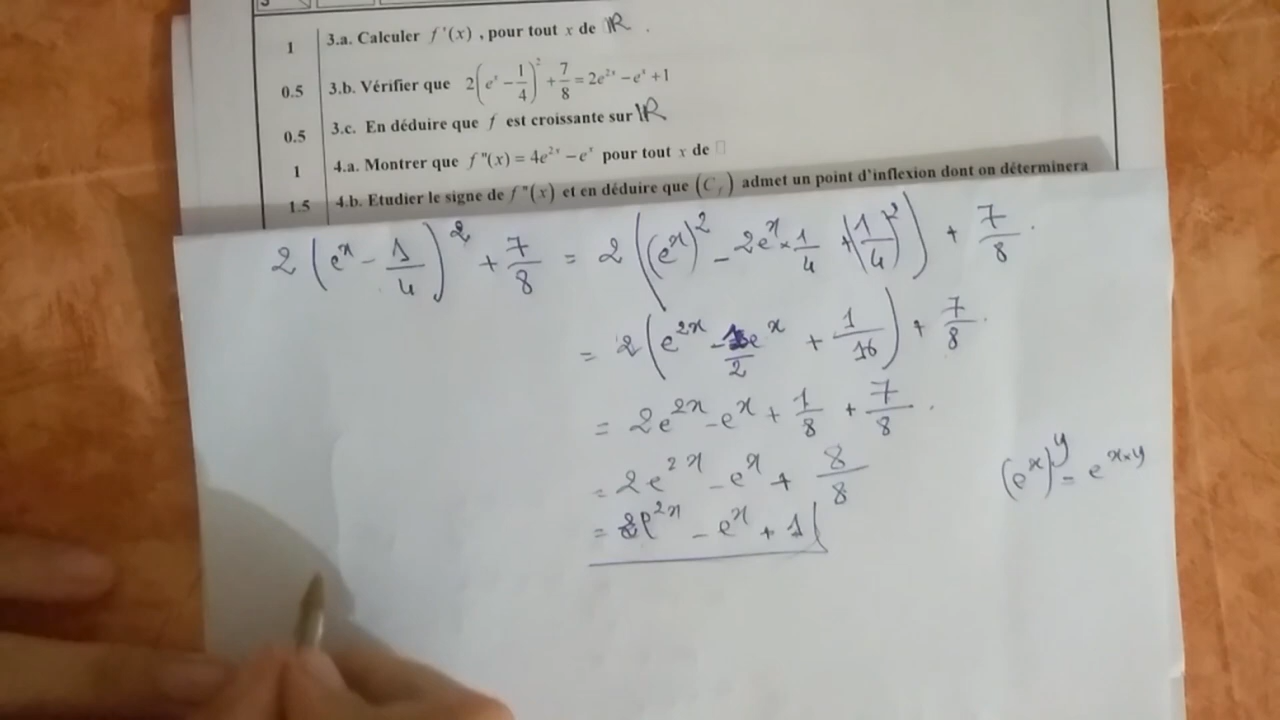 1 3.a. Calculer f'(x), pour tout x de ℝ.
0.5 3.b. Vérifier que 2(eˣ - 1/4)² + 7/8 = 2e²ˣ - eˣ + 1
0.5 3.c. En déduire que f est croissante sur ℝ
1 4.a. Montrer que f"(x) = 4e²ˣ - eˣ pour tout x de □
1.5 4.b. Etudier le signe de f"(x) et en déduire que (C_f) admet un point d'inflexion dont on déterminera
2(eˣ - 1/4)² + 7/8 = 2((eˣ)² - 2eˣ × 1/4 + (1/4)²) + 7/8.
= 2(e²ˣ - 1/2 eˣ + 1/16) + 7/8.
= 2e²ˣ - eˣ + 1/8 + 7/8.
= 2e²ˣ - eˣ + 8/8
= 2e²ˣ - eˣ + 1
(eˣ)ʸ = eˣ˟ʸ